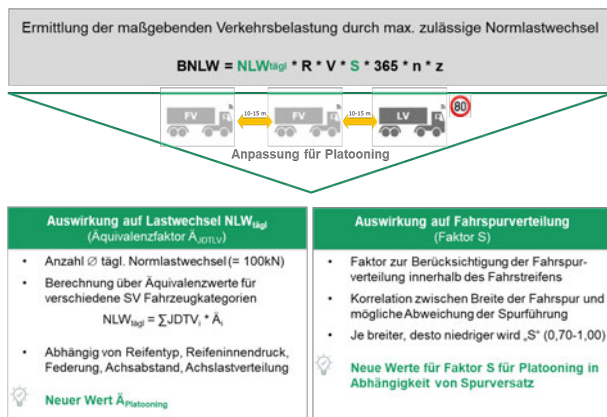 Ermittlung der maßgebenden Verkehrsbelastung durch max. zulässige Normlastwechsel
BNLW = NLWtägl * R * V * S * 365 * n * z
FV
10-15 m
FV
10-15 m
LV
80
Anpassung für Platooning
Auswirkung auf Lastwechsel NLWtägl
(Äquivalenzfaktor ÄJDTLV)
• Anzahl Ø tägl. Normlastwechsel(= 100kN)
• Berechnung über Äquivalenzwerte für
verschiedene SV Fahrzeugkategorien
NLWtägl = ∑JDTVi * Äi
• Abhängig von Reifentyp, Reifeninnendruck,
Federung, Achsabstand, Achslastverteilung
Neuer Wert ÄPlatooning
Auswirkung auf Fahrspurverteilung
(Faktor S)
• Faktor zur Berücksichtigung der Fahrspur-
verteilung innerhalb des Fahrstreifens
• Korrelation zwischen Breite der Fahrspur und
mögliche Abweichung der Spurführung
• Je breiter, desto niedriger wird „S“ (0,70-1,00)
Neue Werte für Faktor S für Platooning in
Abhängigkeit von Spurversatz